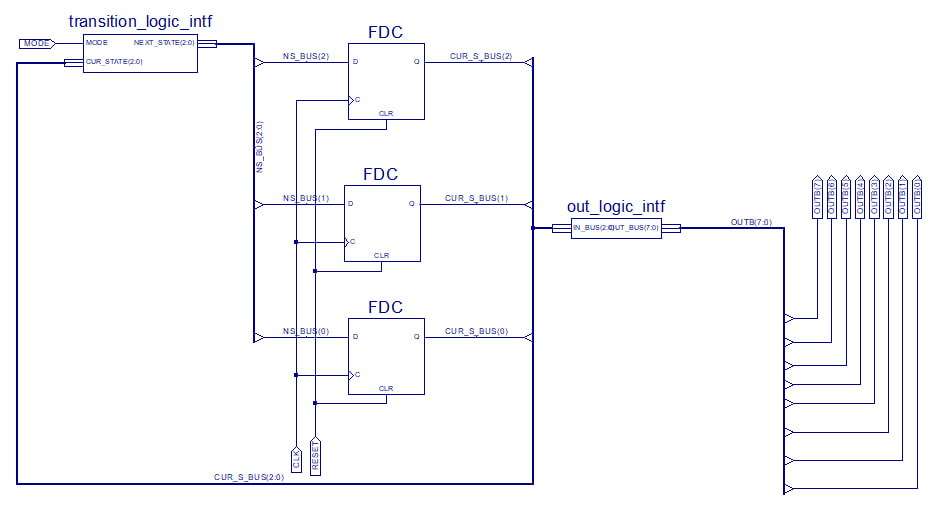 transition_logic_intf
MODE
MODE
NEXT_STATE(2:0)
CUR_STATE(2:0)
NS_BUS(2:0)
FDC
NS_BUS(2)
D
Q
C
CLR
CUR_S_BUS(2)
FDC
NS_BUS(1)
D
Q
C
CLR
CUR_S_BUS(1)
FDC
NS_BUS(0)
D
Q
C
CLR
CUR_S_BUS(0)
CLK
RESET
CUR_S_BUS(2:0)
out_logic_intf
IN_BUS(2:0)
OUT_BUS(7:0)
OUTB(7:0)
OUTB(7)
OUTB(6)
OUTB(5)
OUTB(4)
OUTB(3)
OUTB(2)
OUTB(1)
OUTB(0)